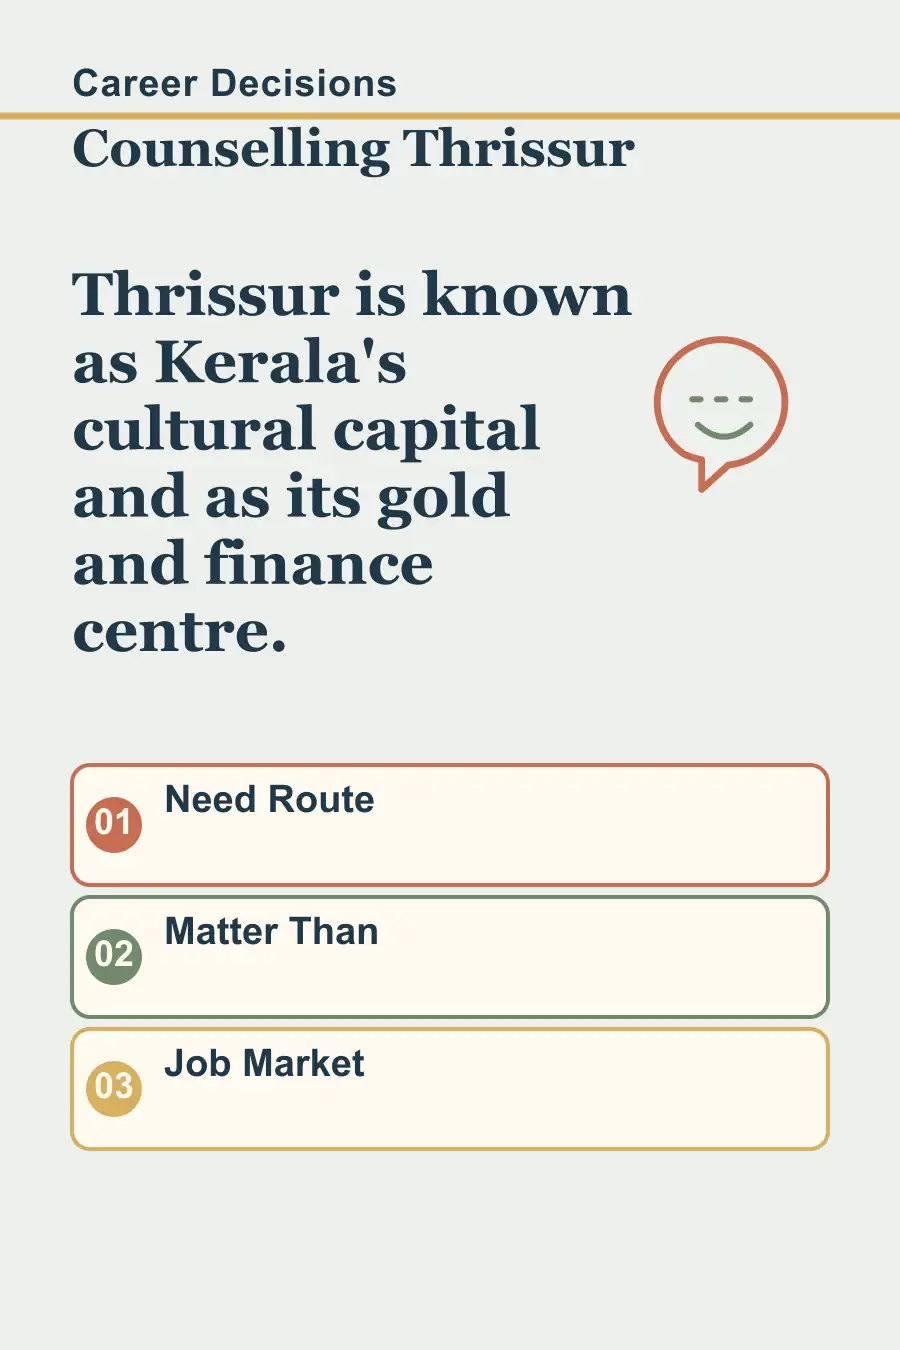 Career Decisions
Counselling Thrissur
Thrissur is known
as Kerala's
cultural capital
and as its gold
and finance
centre.
01
Need Route
02
Matter Than
03
Job Market